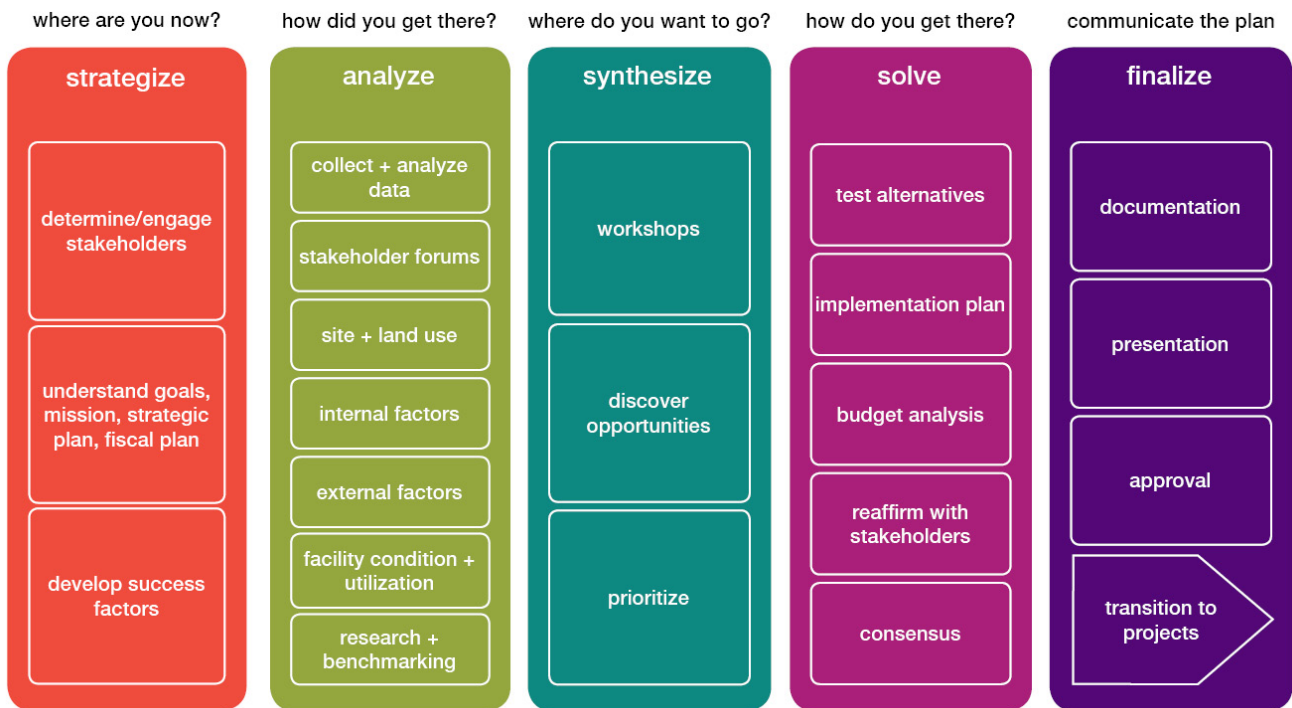 where are you now?
strategize
determine/engage
stakeholders
understand goals,
mission, strategic
plan, fiscal plan
develop success
factors
how did you get there?
analyze
collect + analyze
data
stakeholder forums
site + land use
internal factors
external factors
facility condition +
utilization
research +
benchmarking
where do you want to go?
synthesize
workshops
discover
opportunities
prioritize
how do you get there?
solve
test alternatives
implementation plan
budget analysis
reaffirm with
stakeholders
consensus
communicate the plan
finalize
documentation
presentation
approval
transition to
projects